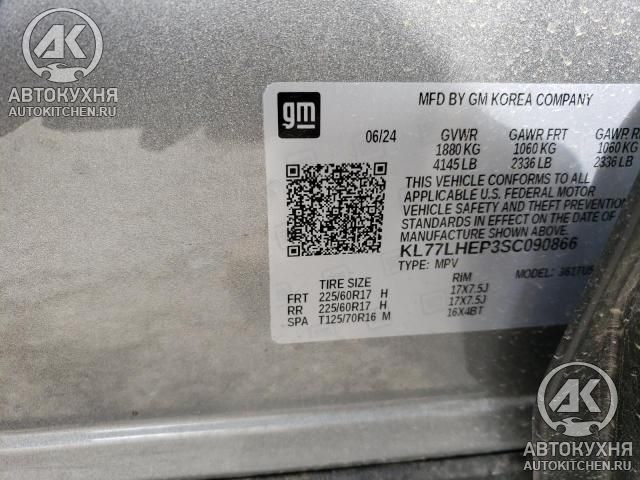 АК
АВТОКУХНЯ
AUTOKITCHEN.RU
gm
MFD BY GM KOREA COMPANY
06/24 GVWR GAWR FRT GAWR
1880 KG 1060 KG 1060 KG
4145 LB 2336 LB 2336 LB
THIS VEHICLE CONFORMS TO ALL
APPLICABLE U.S. FEDERAL MOTOR
VEHICLE SAFETY AND THEFT PREVENTION
STANDARDS IN EFFECT ON THE DATE OF
MANUFACTURE SHOWN ABOVE.
KL77LHEP3SC090866
TYPE: MPV MODEL:
TIRE SIZE RIM
FRT 225/60R17 H 17X7.5J
RR 225/60R17 H 17X7.5J
SPA T125/70R16 M 16X4BT
АК
АВТОКУХНЯ
AUTOKITCHEN.RU